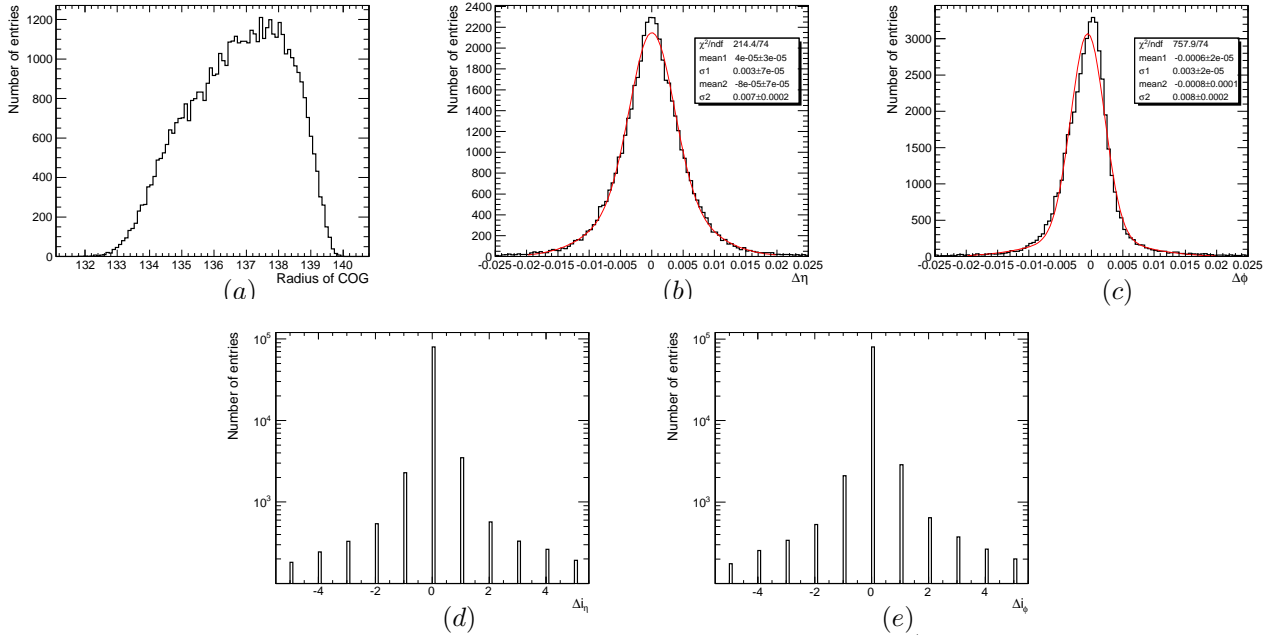 Number of entries
1200
1000
800
600
400
200
0
132 133 134 135 136 137 138 139 140
Radius of COG
(a)
Number of entries
2400
2200
2000
1800
1600
1400
1200
1000
800
600
400
200
0
-0.025 -0.02 -0.015 -0.01 -0.005 0 0.005 0.01 0.015 0.02 0.025
Δη
χ²/ndf 214.4/74
mean1 4e-05±3e-05
σ1 0.003±7e-05
mean2 -8e-05±7e-05
σ2 0.007±0.0002
(b)
Number of entries
3000
2500
2000
1500
1000
500
0
-0.025 -0.02 -0.015 -0.01 -0.005 0 0.005 0.01 0.015 0.02 0.025
Δϕ
χ²/ndf 757.9/74
mean1 -0.0006±2e-05
σ1 0.003±2e-05
mean2 -0.0008±0.0001
σ2 0.008±0.0002
(c)
Number of entries
10⁵
10⁴
10³
-4 -2 0 2 4
Δi_η
(d)
Number of entries
10⁵
10⁴
10³
-4 -2 0 2 4
Δi_ϕ
(e)